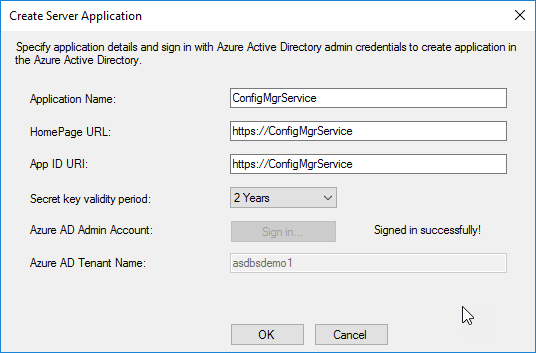 Create Server Application
Specify application details and sign in with Azure Active Directory admin credentials to create application in
the Azure Active Directory.
Application Name: ConfigMgrService
HomePage URL: https://ConfigMgrService
App ID URI: https://ConfigMgrService
Secret key validity period: 2 Years
Azure AD Admin Account: Sign in... Signed in successfully!
Azure AD Tenant Name: asdbsdemo1
OK Cancel